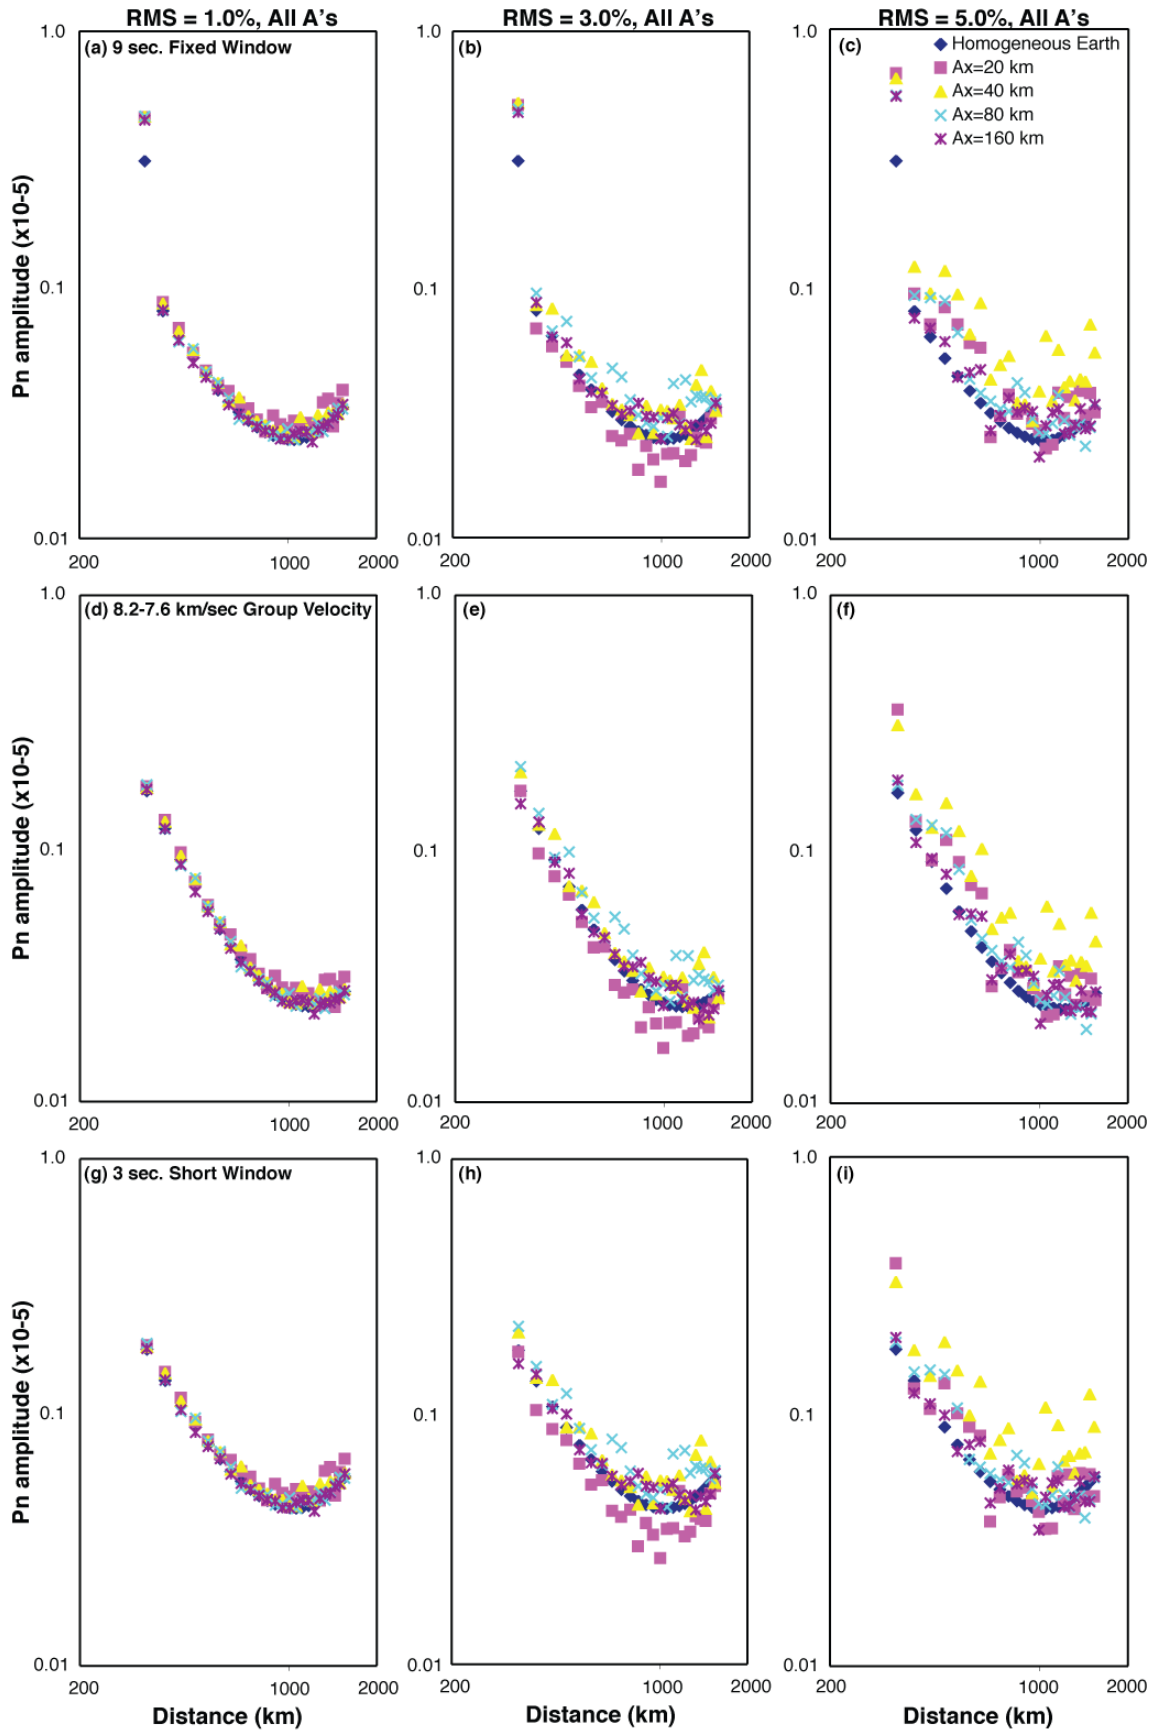 RMS = 1.0%, All A's
RMS = 3.0%, All A's
RMS = 5.0%, All A's
1.0
(a) 9 sec. Fixed Window
0.1
0.01
200
1000
2000
Pn amplitude (x10-5)
1.0
(b)
0.1
0.01
200
1000
2000
1.0
(c)
Homogeneous Earth
Ax=20 km
Ax=40 km
Ax=80 km
Ax=160 km
0.1
0.01
200
1000
2000
1.0
(d) 8.2-7.6 km/sec Group Velocity
0.1
0.01
200
1000
2000
Pn amplitude (x10-5)
1.0
(e)
0.1
0.01
200
1000
2000
1.0
(f)
0.1
0.01
200
1000
2000
1.0
(g) 3 sec. Short Window
0.1
0.01
200
1000
2000
Pn amplitude (x10-5)
Distance (km)
1.0
(h)
0.1
0.01
200
1000
2000
Distance (km)
1.0
(i)
0.1
0.01
200
1000
2000
Distance (km)